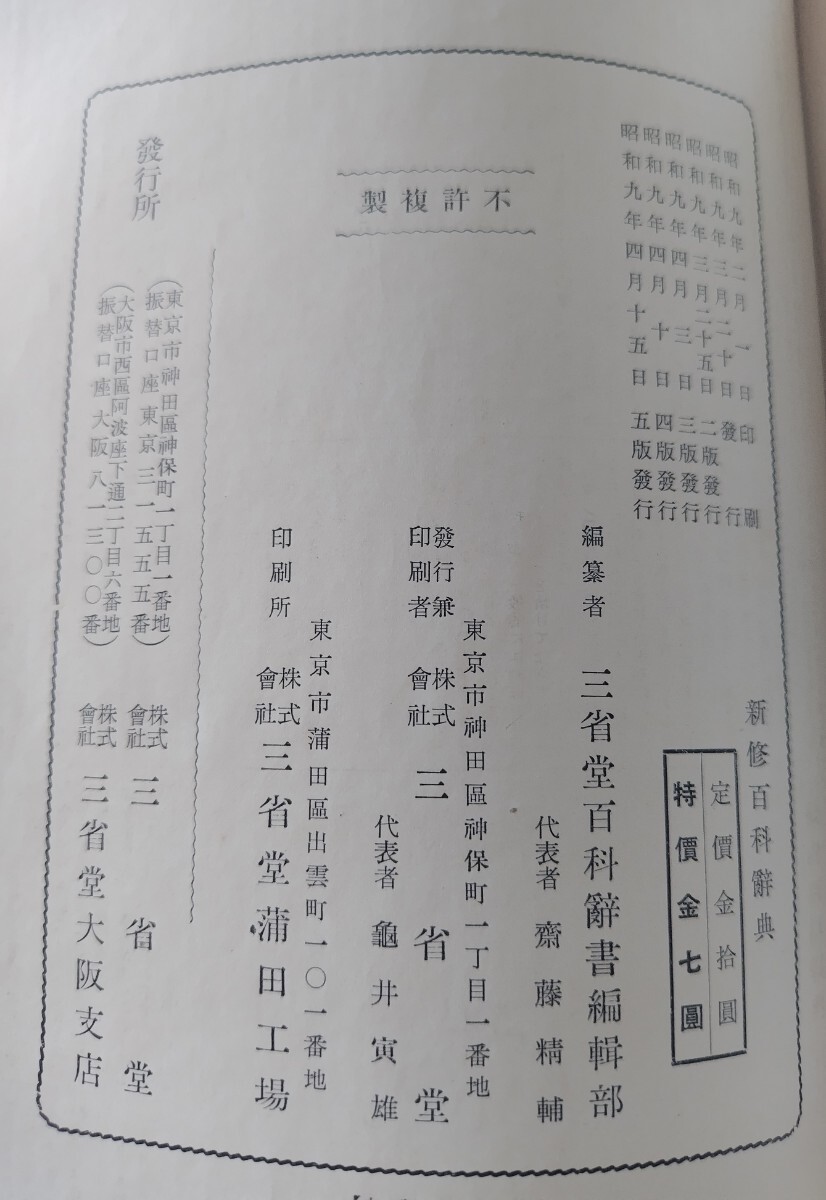 新修百科辭典
定價金拾圓
特價金七圓
昭和九年二月一日印刷
昭和九年三月二十日發行
昭和九年三月二十五日二版發行
昭和九年四月三日三版發行
昭和九年四月十日四版發行
昭和九年四月十五日五版發行
編纂者 三省堂百科辭書編輯部
代表者 齋藤精輔
不許複製
東京市神田區神保町一丁目一番地
發行兼印刷者 株式會社 三省堂
代表者 龜井寅雄
東京市蒲田區出雲町一〇一番地
印刷所 株式會社 三省堂蒲田工場
發行所
(東京市神田區神保町一丁目一番地
振替口座東京三一五五五番) 株式會社 三省堂
(大阪市西區阿波座下通二丁目六番地
振替口座大阪八一三〇〇番) 株式會社 三省堂大阪支店